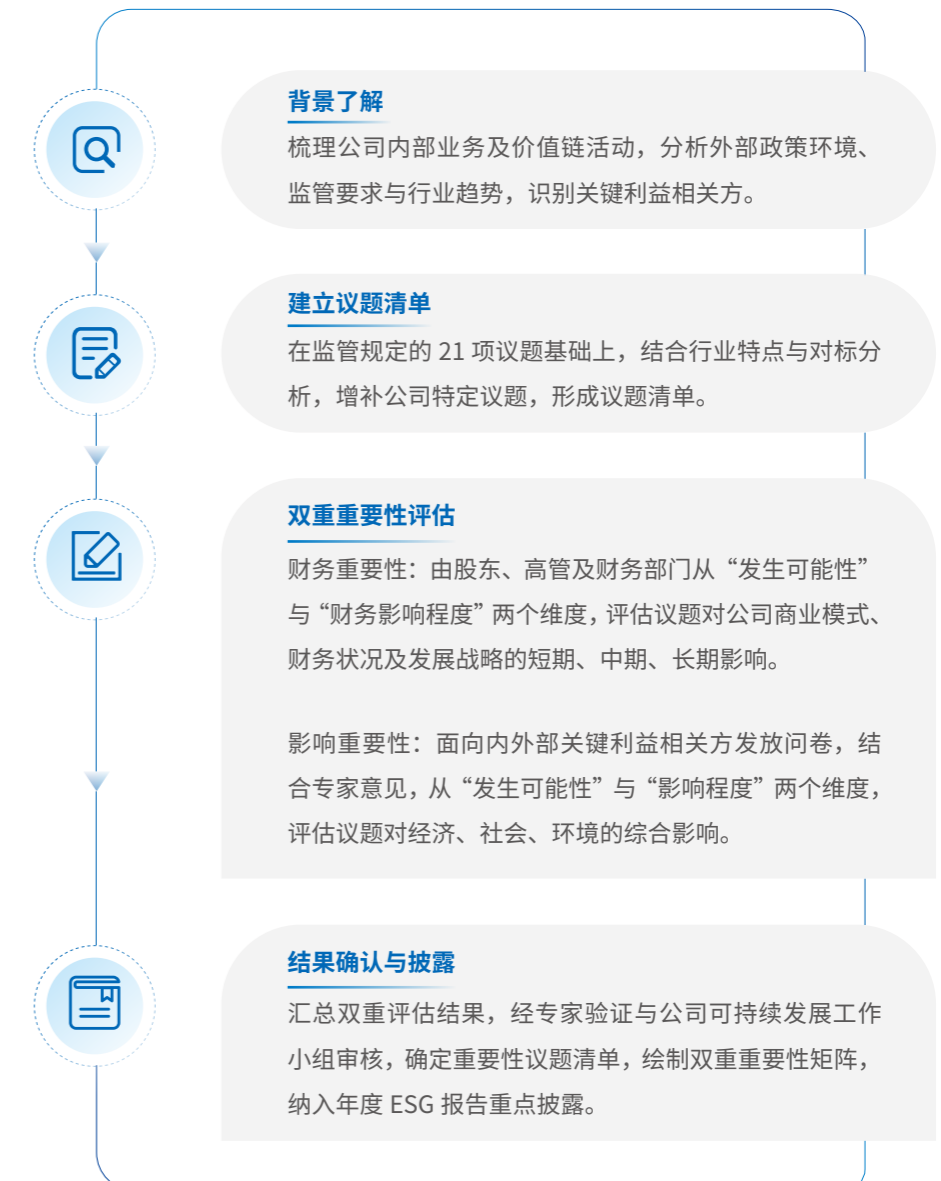 背景了解
梳理公司内部业务及价值链活动，分析外部政策环境、
监管要求与行业趋势，识别关键利益相关方。
建立议题清单
在监管规定的 21 项议题基础上，结合行业特点与对标分
析，增补公司特定议题，形成议题清单。
双重重要性评估
财务重要性：由股东、高管及财务部门从“发生可能性”
与“财务影响程度”两个维度，评估议题对公司商业模式、
财务状况及发展战略的短期、中期、长期影响。
影响重要性：面向内外部关键利益相关方发放问卷，结
合专家意见，从“发生可能性”与“影响程度”两个维度，
评估议题对经济、社会、环境的综合影响。
结果确认与披露
汇总双重评估结果，经专家验证与公司可持续发展工作
小组审核，确定重要性议题清单，绘制双重重要性矩阵，
纳入年度 ESG 报告重点披露。